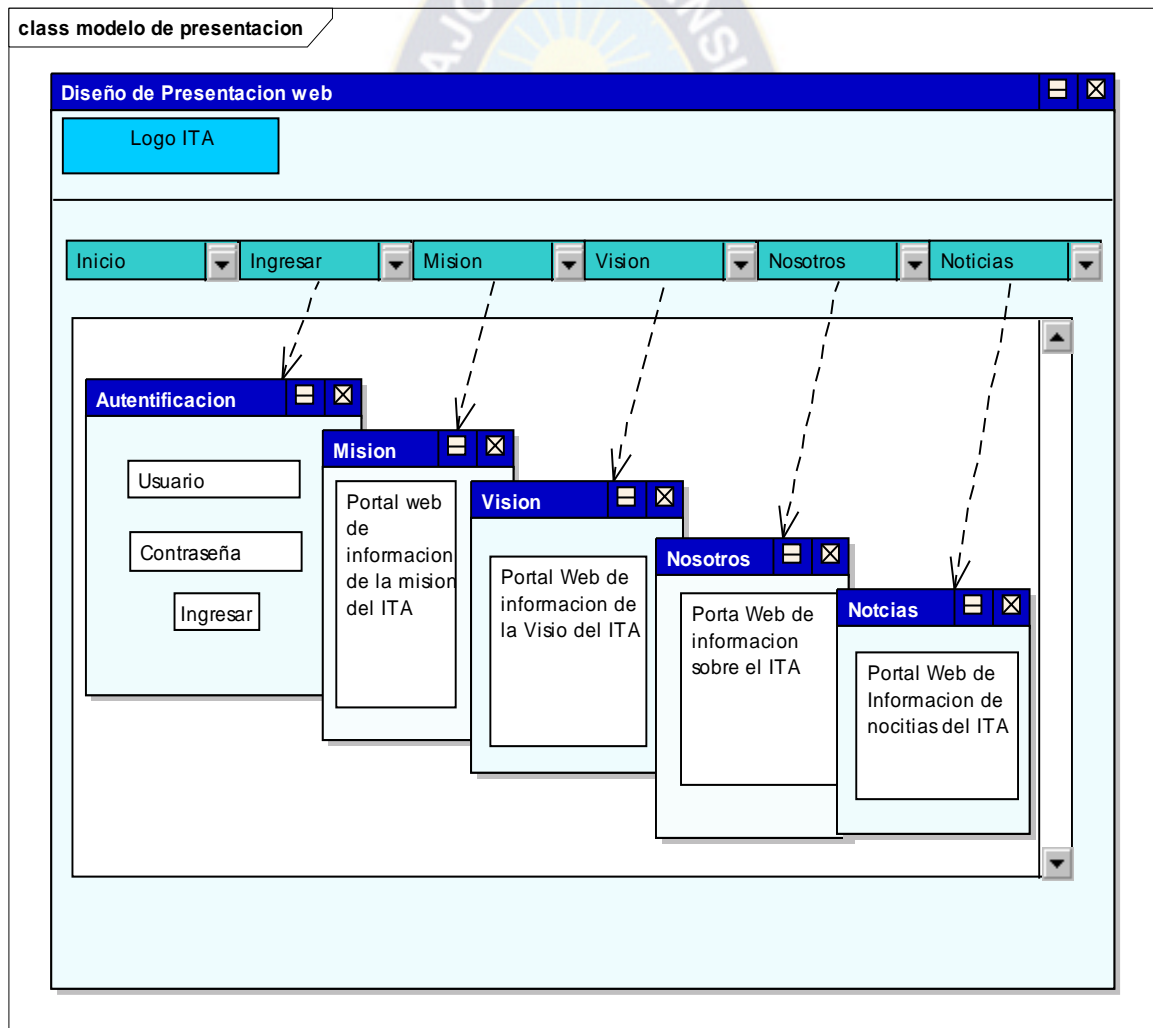 class modelo de presentacion
Diseño de Presentacion web
Logo ITA
Inicio
Ingresar
Mision
Vision
Nosotros
Noticias
Autentificacion
Usuario
Contraseña
Ingresar
Mision
Portal web
de
informacion
de la mision
del ITA
Vision
Portal Web de
informacion de
la Visio del ITA
Nosotros
Porta Web de
informacion
sobre el ITA
Notcias
Portal Web de
Informacion de
nocitias del ITA